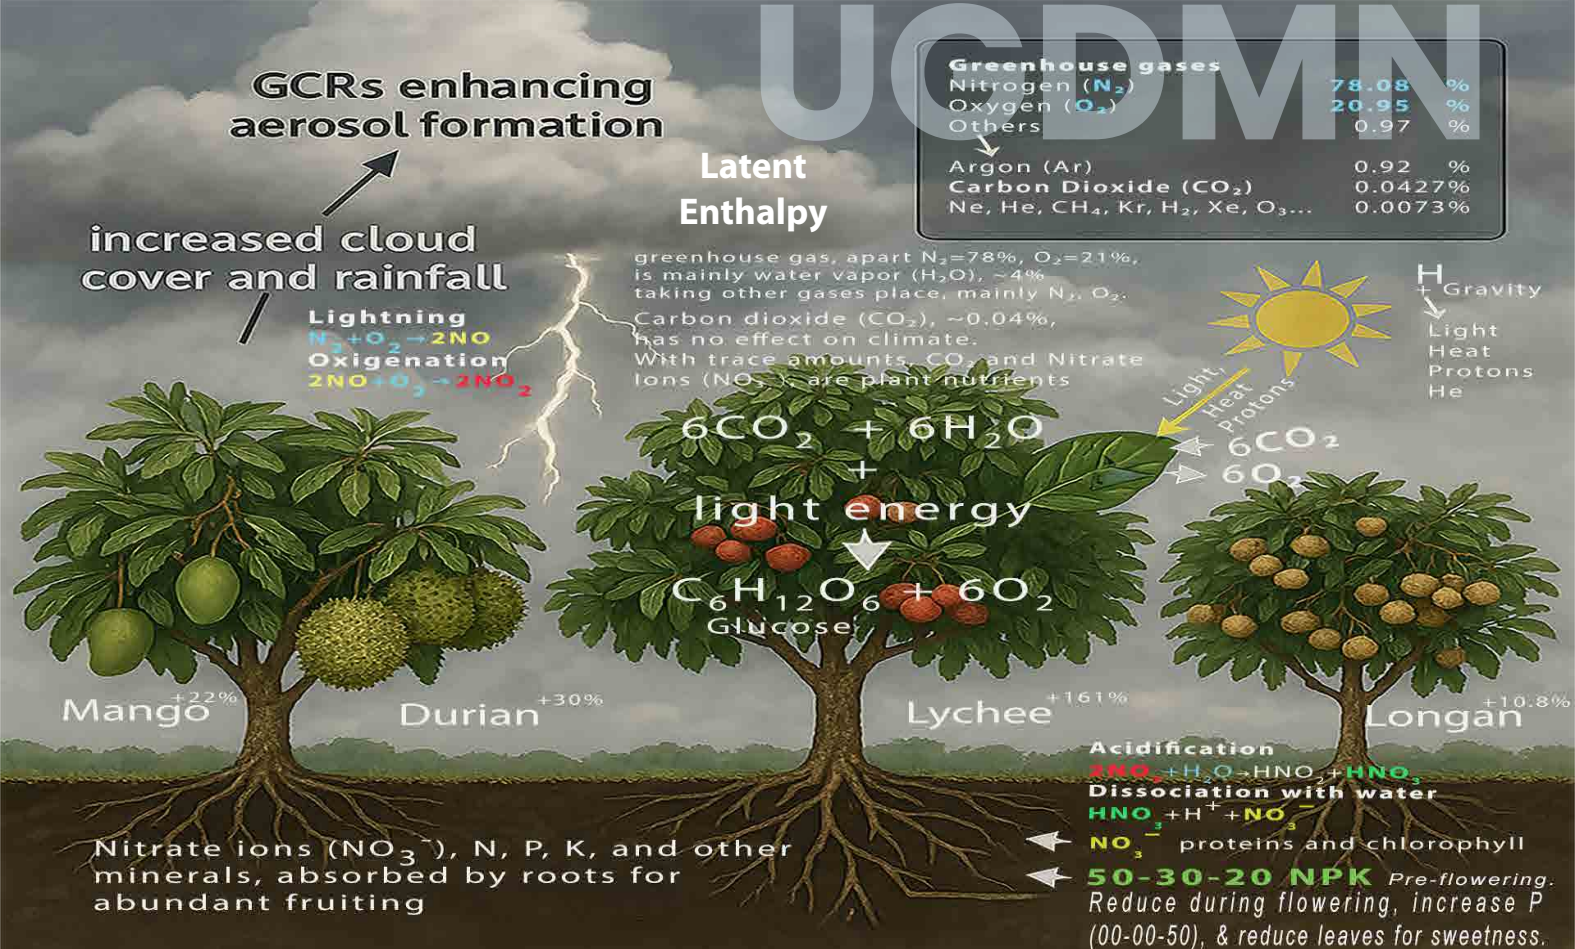 UCDMN
GCRs enhancing
aerosol formation
increased cloud
cover and rainfall
Latent
Enthalpy
Greenhouse gases
Nitrogen (N₂) 78.08 %
Oxygen (O₂) 20.95 %
Others 0.97 %
Argon (Ar) 0.92 %
Carbon Dioxide (CO₂) 0.0427%
Ne, He, CH₄, Kr, H₂, Xe, O₃... 0.0073%
greenhouse gas, apart N₂=78%, O₂=21%,
is mainly water vapor (H₂O), ~4%
taking other gases place, mainly N₂, O₂.
Carbon dioxide (CO₂), ~0.04%,
has no effect on climate.
With trace amounts, CO₂ and Nitrate
Ions (NO₃⁻), are plant nutrients
Lightning
N₂+O₂→2NO
Oxigenation
2NO+O₂→2NO₂
H
+ Gravity
Light
Heat
Protons
He
Light,
Heat
Protons
6CO₂
6O₂
6CO₂ + 6H₂O
+
light energy
C₆H₁₂O₆ + 6O₂
Glucose
Mango +22%
Durian +30%
Lychee +161%
Longan +10.8%
Acidification
2NO₂+H₂O→HNO₂+HNO₃
Dissociation with water
HNO₃+H⁺+NO₃⁻
NO₃⁻ proteins and chlorophyll
50-30-20 NPK Pre-flowering.
Reduce during flowering, increase P
(00-00-50), & reduce leaves for sweetness.
Nitrate ions (NO₃⁻), N, P, K, and other
minerals, absorbed by roots for
abundant fruiting